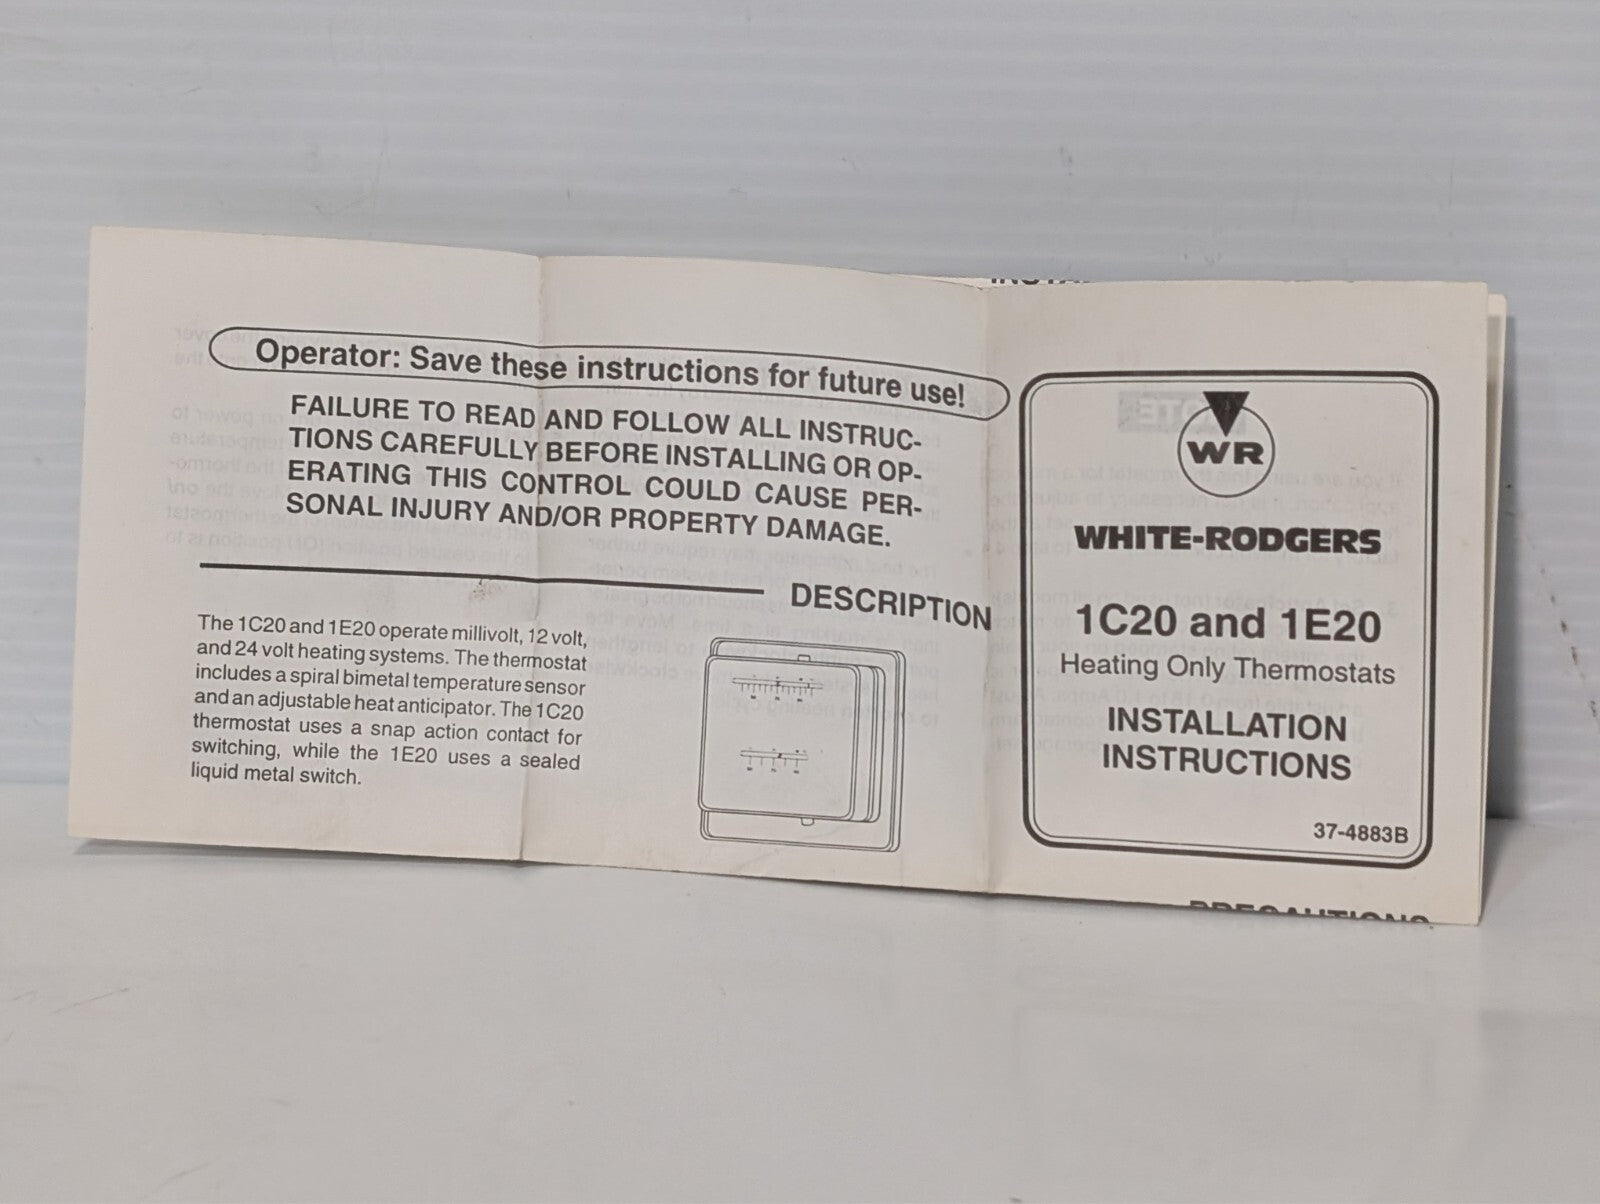 Operator: Save these instructions for future use!
FAILURE TO READ AND FOLLOW ALL INSTRUC-
TIONS CAREFULLY BEFORE INSTALLING OR OP-
ERATING THIS CONTROL COULD CAUSE PER-
SONAL INJURY AND/OR PROPERTY DAMAGE.
DESCRIPTION
The 1C20 and 1E20 operate millivolt, 12 volt,
and 24 volt heating systems. The thermostat
includes a spiral bimetal temperature sensor
and an adjustable heat anticipator. The 1C20
thermostat uses a snap action contact for
switching, while the 1E20 uses a sealed
liquid metal switch.
WR
WHITE-RODGERS
1C20 and 1E20
Heating Only Thermostats
INSTALLATION
INSTRUCTIONS
37-4883B
PRECAUTIONS